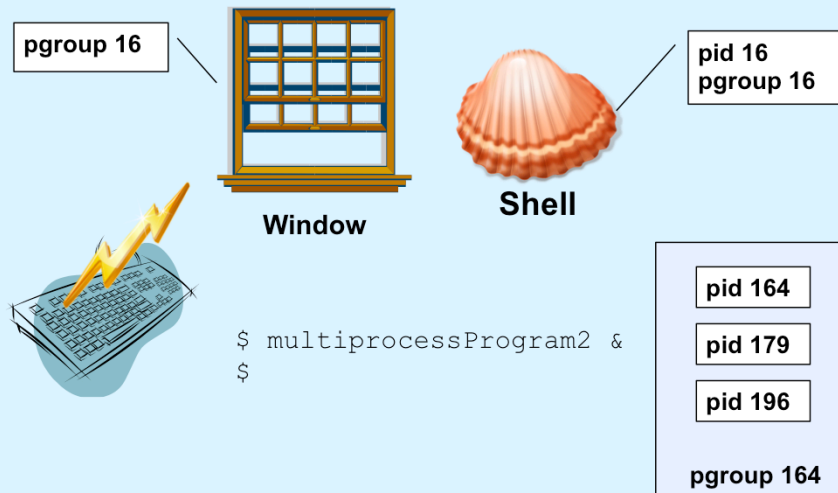 pgroup 16
pid 16
pgroup 16
Window
Shell
$ multiprocessProgram2 &
$
pid 164
pid 179
pid 196
pgroup 164